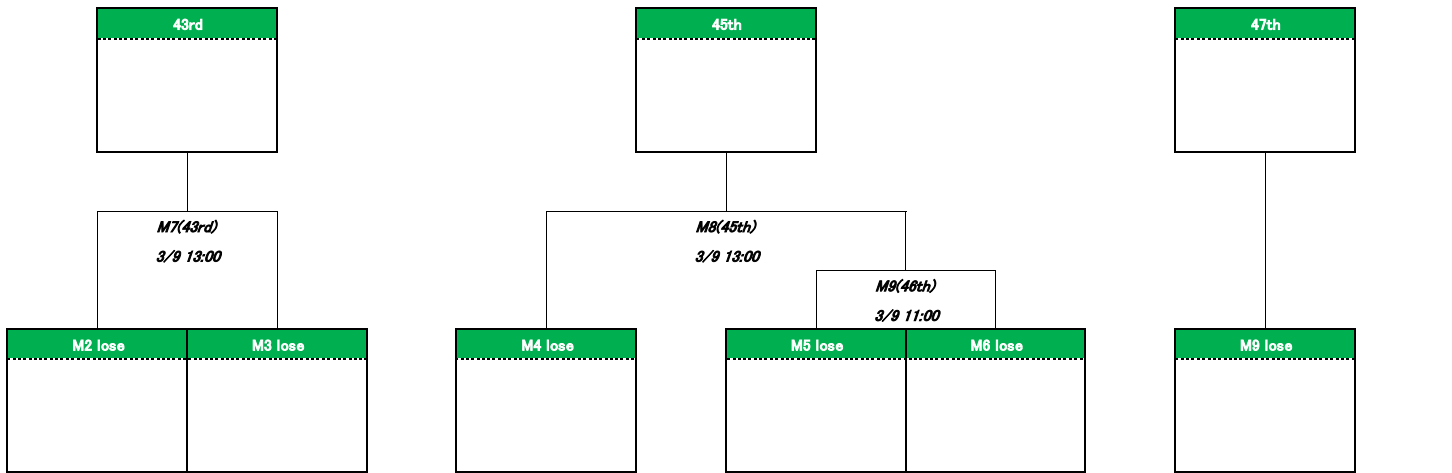 43rd
45th
47th
M7(43rd)
3/9 13:00
M8(45th)
3/9 13:00
M9(46th)
3/9 11:00
M2 lose
M3 lose
M4 lose
M5 lose
M6 lose
M9 lose